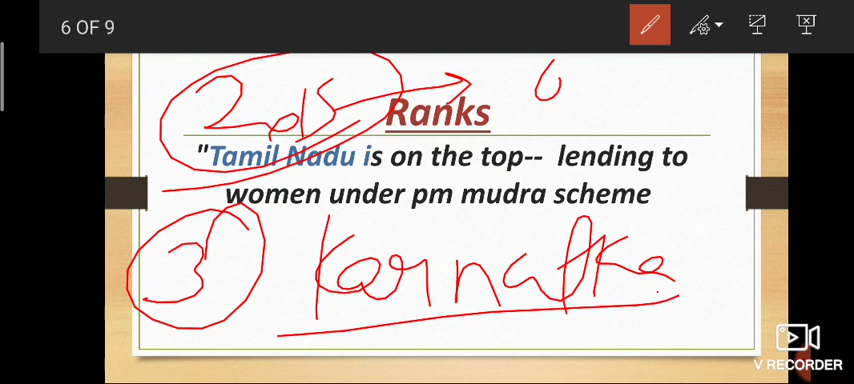 6 OF 9
2015
Ranks
"Tamil Nadu is on the top-- lending to
women under pm mudra scheme
3
Karnatka
V RECORDER